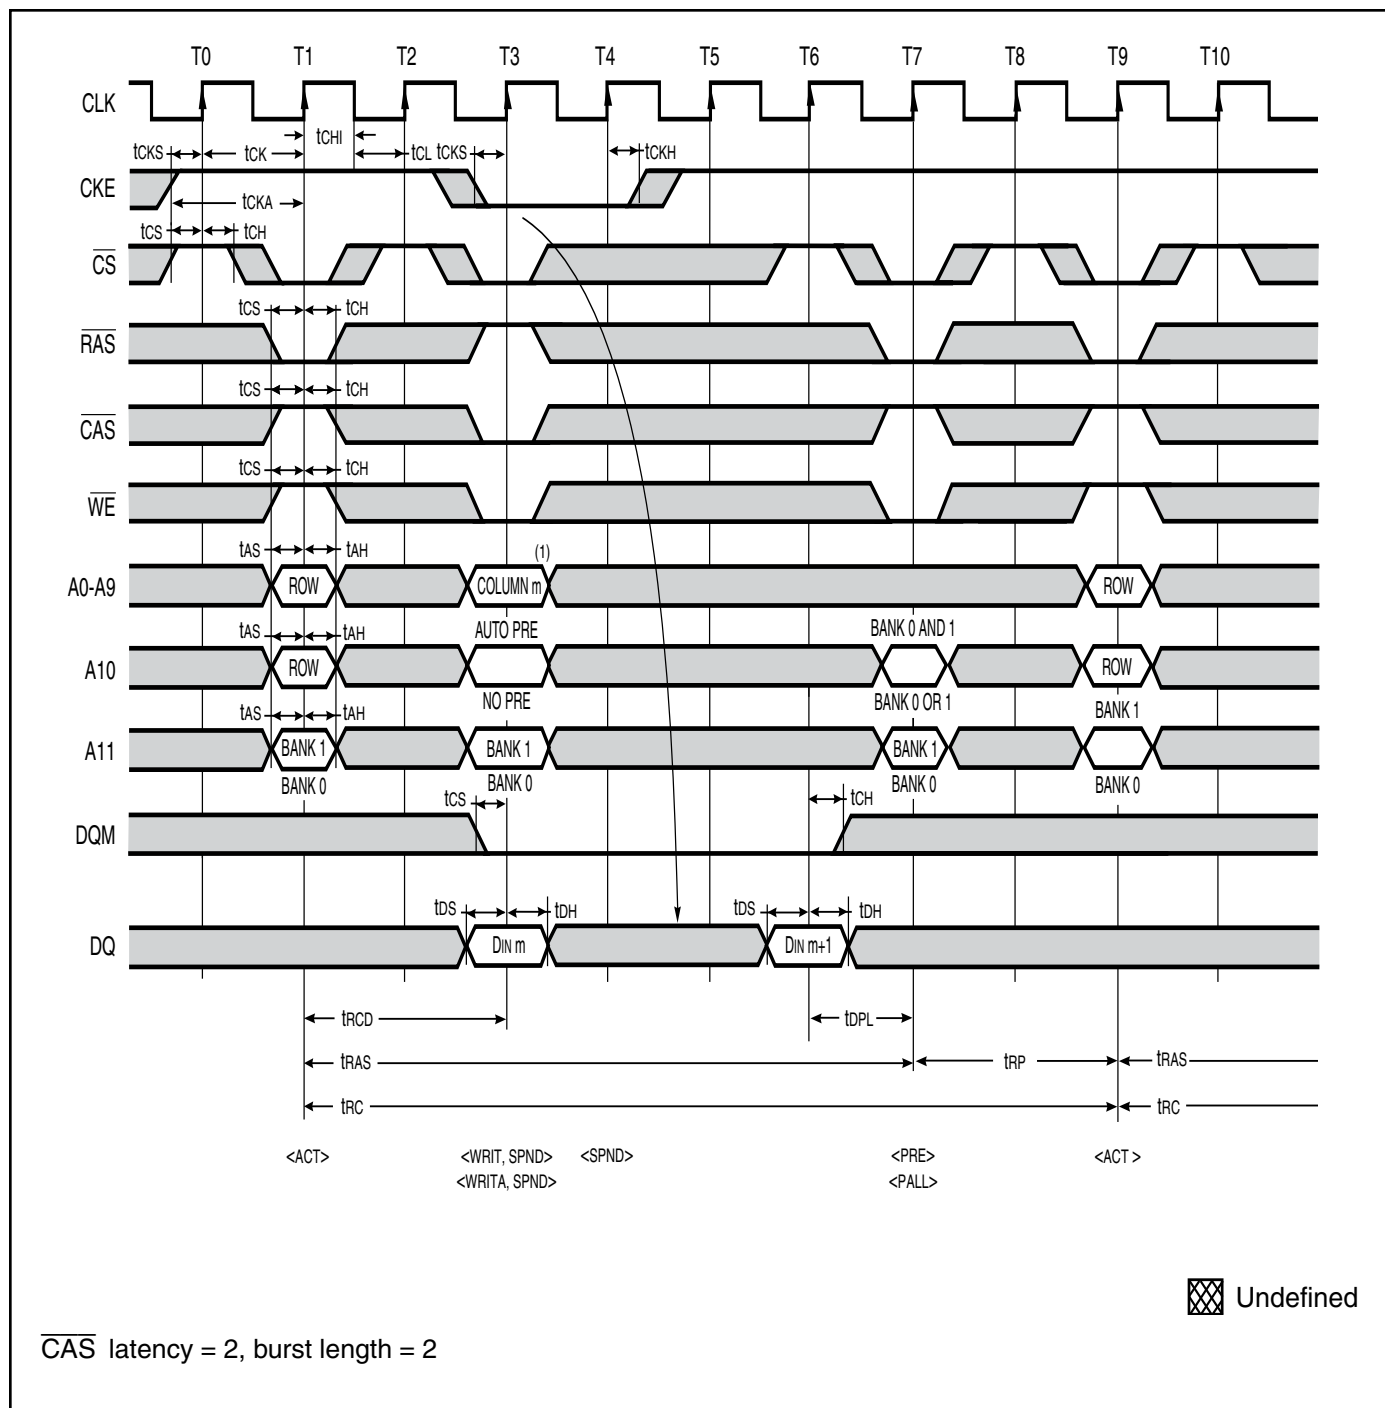 T0 T1 T2 T3 T4 T5 T6 T7 T8 T9 T10
CLK
tCHI
tCKS tCK tCL tCKS tCKH
CKE
tCKA
tCS tCH
CS
tCS tCH
RAS
tCS tCH
CAS
tCS tCH
WE
tAS tAH (1)
A0-A9 ROW COLUMN m ROW
tAS tAH AUTO PRE BANK 0 AND 1
A10 ROW ROW
NO PRE BANK 0 OR 1 BANK 1
tAS tAH
A11 BANK 1 BANK 1 BANK 1
BANK 0 BANK 0 BANK 0 BANK 0
tCS tCH
DQM
tDS tDH tDS tDH
DQ DIN m DIN m+1
tRCD tDPL
tRAS tRP tRAS
tRC tRC
<ACT> <WRIT, SPND> <SPND> <PRE> <ACT >
<WRITA, SPND> <PALL>
Undefined
CAS latency = 2, burst length = 2